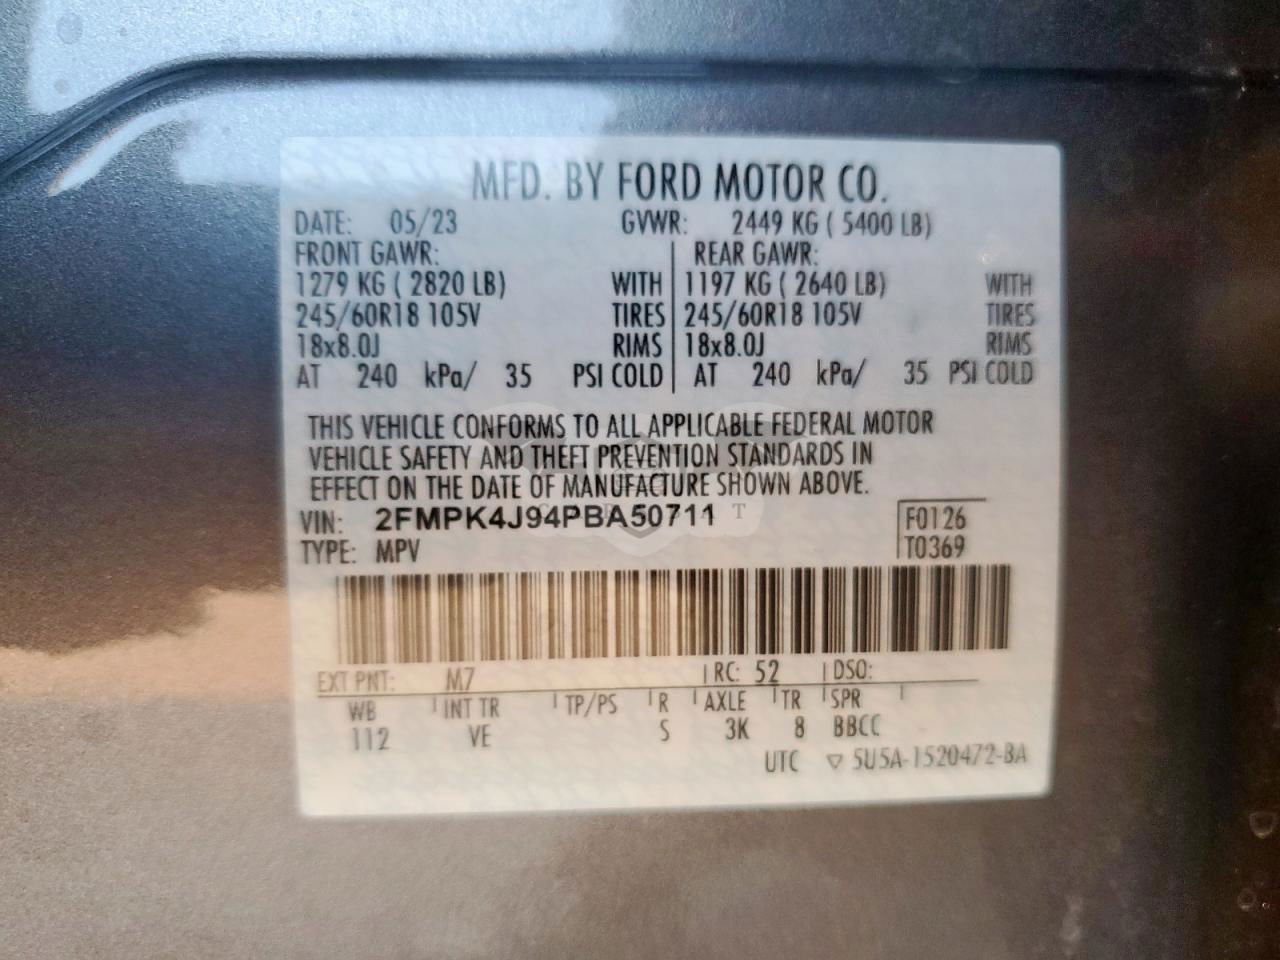 MFD. BY FORD MOTOR CO.
DATE: 05/23 GVWR: 2449 KG ( 5400 LB)
FRONT GAWR: REAR GAWR:
1279 KG ( 2820 LB) WITH 1197 KG ( 2640 LB) WITH
245/60R18 105V TIRES 245/60R18 105V TIRES
18x8.0J RIMS 18x8.0J RIMS
AT 240 kPa/ 35 PSI COLD AT 240 kPa/ 35 PSI COLD
THIS VEHICLE CONFORMS TO ALL APPLICABLE FEDERAL MOTOR
VEHICLE SAFETY AND THEFT PREVENTION STANDARDS IN
EFFECT ON THE DATE OF MANUFACTURE SHOWN ABOVE.
VIN: 2FMPK4J94PBA50711 F0126
TYPE: MPV T0369
EXT PNT: M7 RC: 52 DSO:
WB INT TR TP/PS R AXLE TR SPR
112 VE S 3K 8 BBCC
UTC ▽ 5U5A-1520472-BA